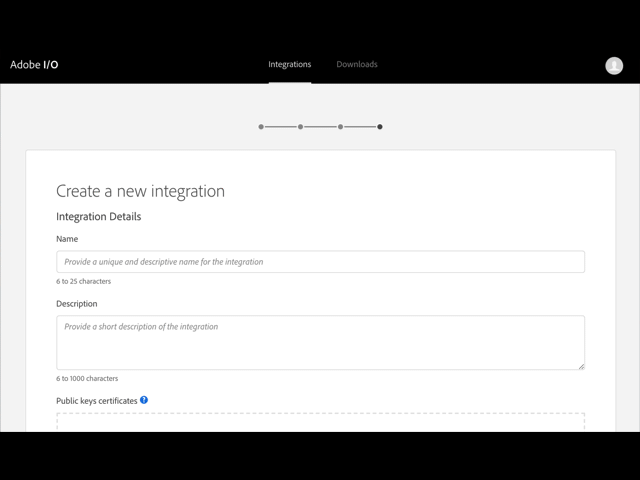 Adobe I/O
Integrations
Downloads
Create a new integration
Integration Details
Name
Provide a unique and descriptive name for the integration
6 to 25 characters
Description
Provide a short description of the integration
6 to 1000 characters
Public keys certificates ?